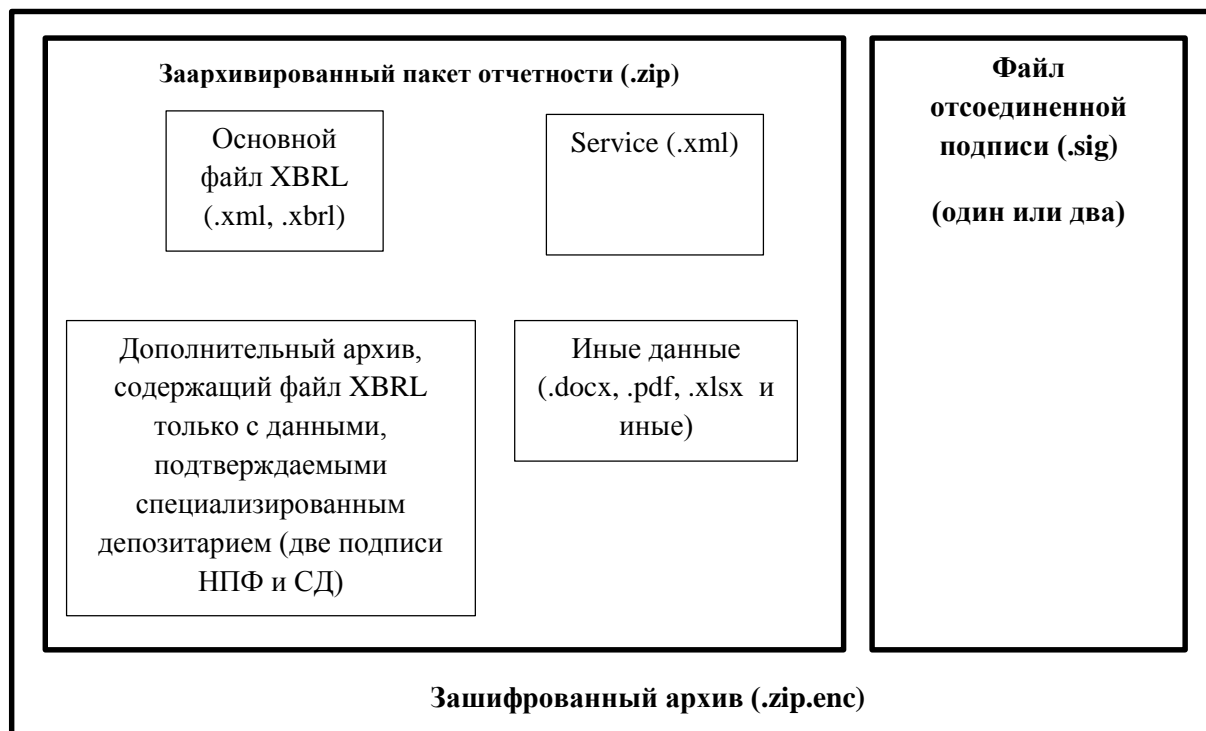 Заархивированный пакет отчетности (.zip)
Основной
файл XBRL
(.xml, .xbrl)
Service (.xml)
Дополнительный архив,
содержащий файл XBRL
только с данными,
подтверждаемыми
специализированным
депозитарием (две подписи
НПФ и СД)
Иные данные
(.docx, .pdf, .xlsx и
иные)
Файл
отсоединенной
подписи (.sig)
(один или два)
Зашифрованный архив (.zip.enc)